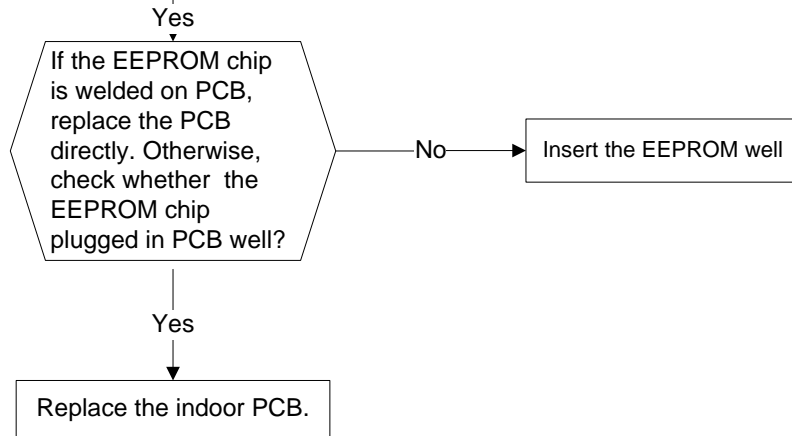 Yes
If the EEPROM chip
is welded on PCB,
replace the PCB
directly. Otherwise,
check whether  the
EEPROM chip
plugged in PCB well?
No
Insert the EEPROM well
Yes
Replace the indoor PCB.